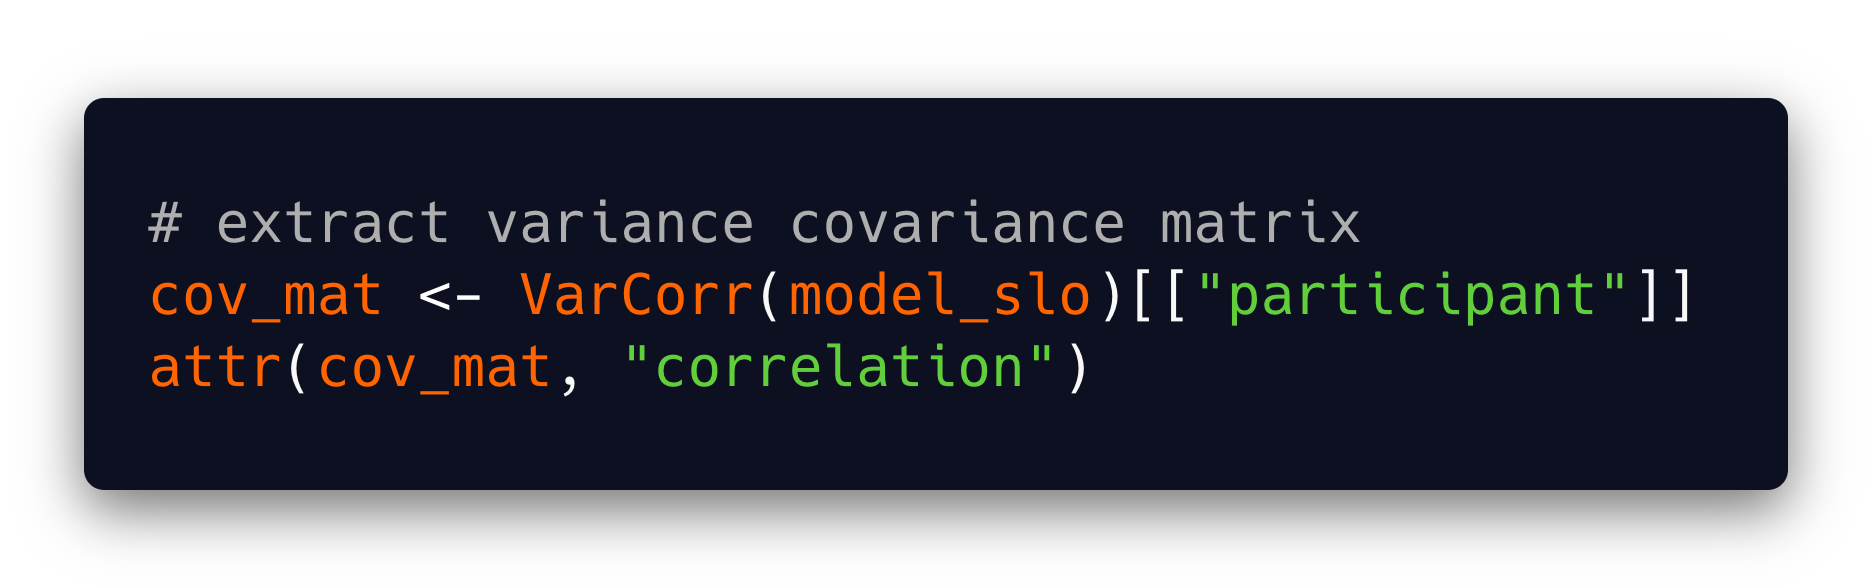 # extract variance covariance matrix
cov_mat <- VarCorr(model_slo)[["participant"]]
attr(cov_mat, "correlation")